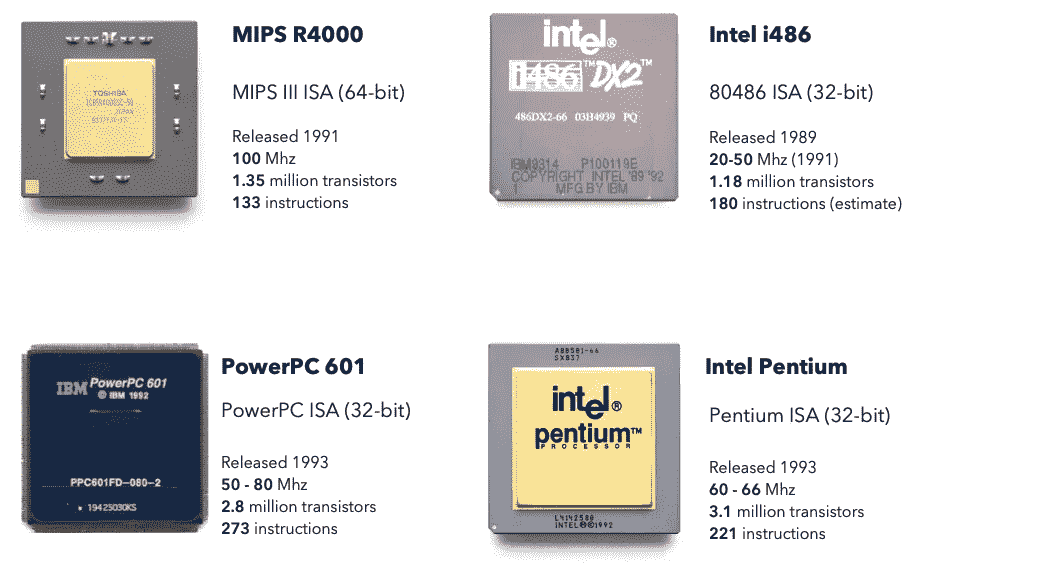 MIPS R4000
MIPS III ISA (64-bit)
Released 1991
100 Mhz
1.35 million transistors
133 instructions
TOSHIBA
intel®
i486™ DX2™
486DX2-66 03H4939 PQ
IBM9314 P100119E
COPYRIGHT INTEL '89 '92
1 MFG BY IBM
Intel i486
80486 ISA (32-bit)
Released 1989
20-50 Mhz (1991)
1.18 million transistors
180 instructions (estimate)
IBM PowerPC 601
© IBM 1992
PPC601FD-080-2
19425030KS
PowerPC 601
PowerPC ISA (32-bit)
Released 1993
50 - 80 Mhz
2.8 million transistors
273 instructions
A80501-66
SX837
intel®
pentium™
PROCESSOR
L4142580
INTEL®©1992
Intel Pentium
Pentium ISA (32-bit)
Released 1993
60 - 66 Mhz
3.1 million transistors
221 instructions